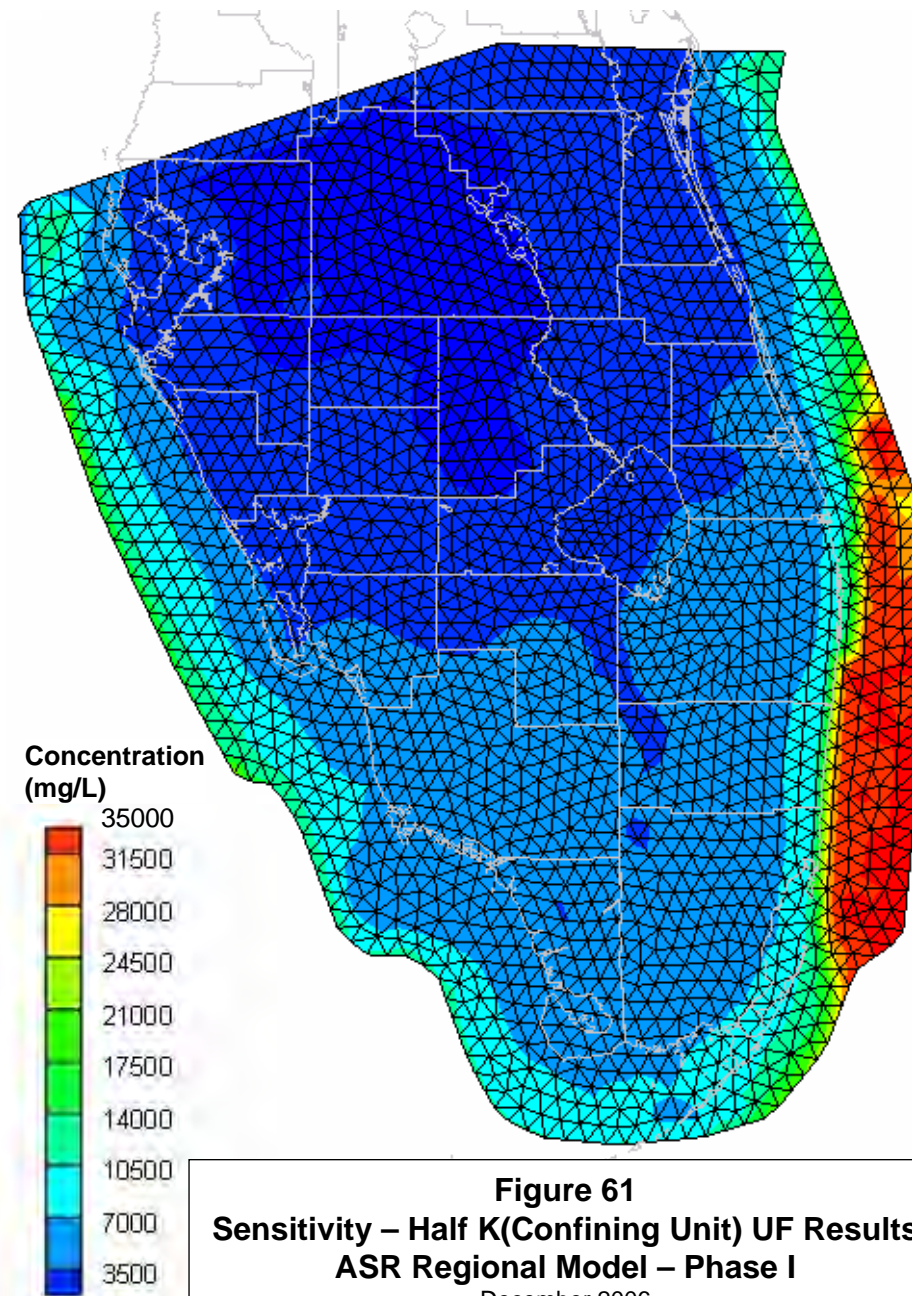 Concentration
(mg/L)
35000
31500
28000
24500
21000
17500
14000
10500
7000
3500
Figure 61
Sensitivity – Half K(Confining Unit) UF Results
ASR Regional Model – Phase I
December 2006